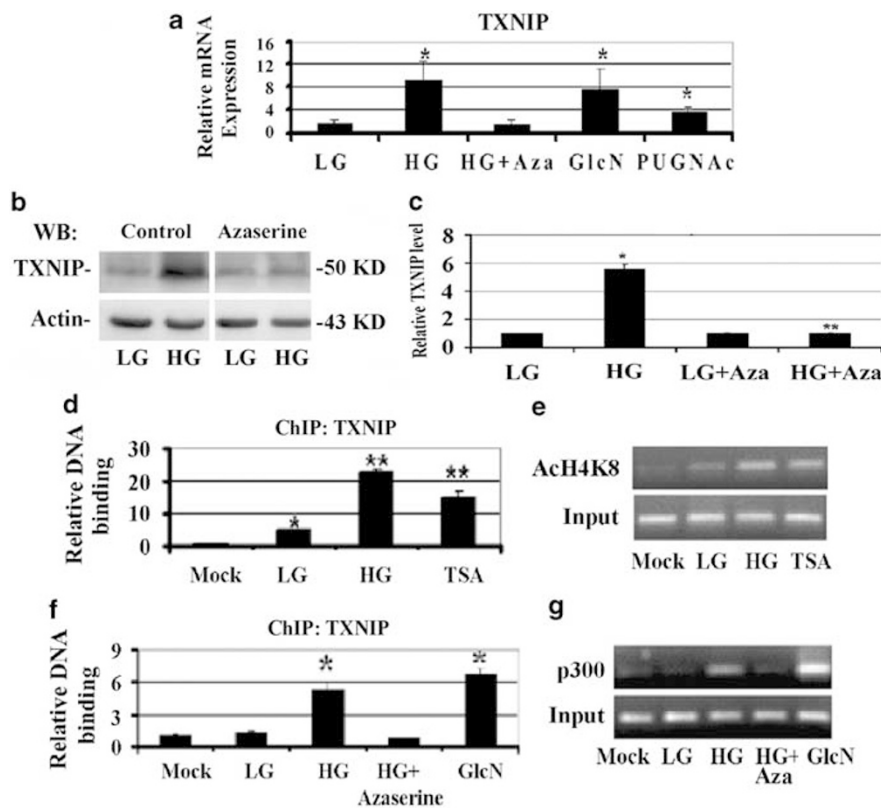 a
TXNIP
Relative mRNA
Expression
16
12
8
4
0
*
*
*
LG HG HG+Aza GlcN PUGNAc
b
WB: Control Azaserine
TXNIP- -50 KD
Actin- -43 KD
LG HG LG HG
c
Relative TXNIP level
8
6
4
2
0
*
**
LG HG LG+Aza HG+Aza
d
ChIP: TXNIP
Relative DNA
binding
30
20
10
0
*
**
**
Mock LG HG TSA
e
AcH4K8
Input
Mock LG HG TSA
f
ChIP: TXNIP
Relative DNA
binding
9
6
3
0
*
*
Mock LG HG HG+ GlcN
Azaserine
g
p300
Input
Mock LG HG HG+ GlcN
Aza